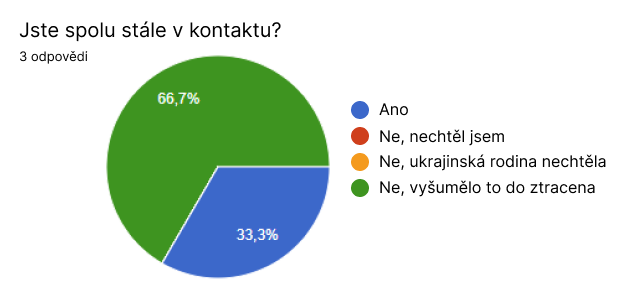 Jste spolu stále v kontaktu?
3 odpovědi
66,7%
33,3%
Ano
Ne, nechtěl jsem
Ne, ukrajinská rodina nechtěla
Ne, vyšumělo to do ztracena